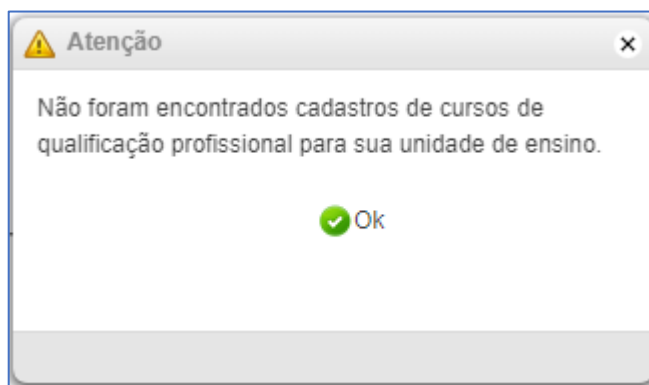 Atenção
Não foram encontrados cadastros de cursos de
qualificação profissional para sua unidade de ensino.
Ok